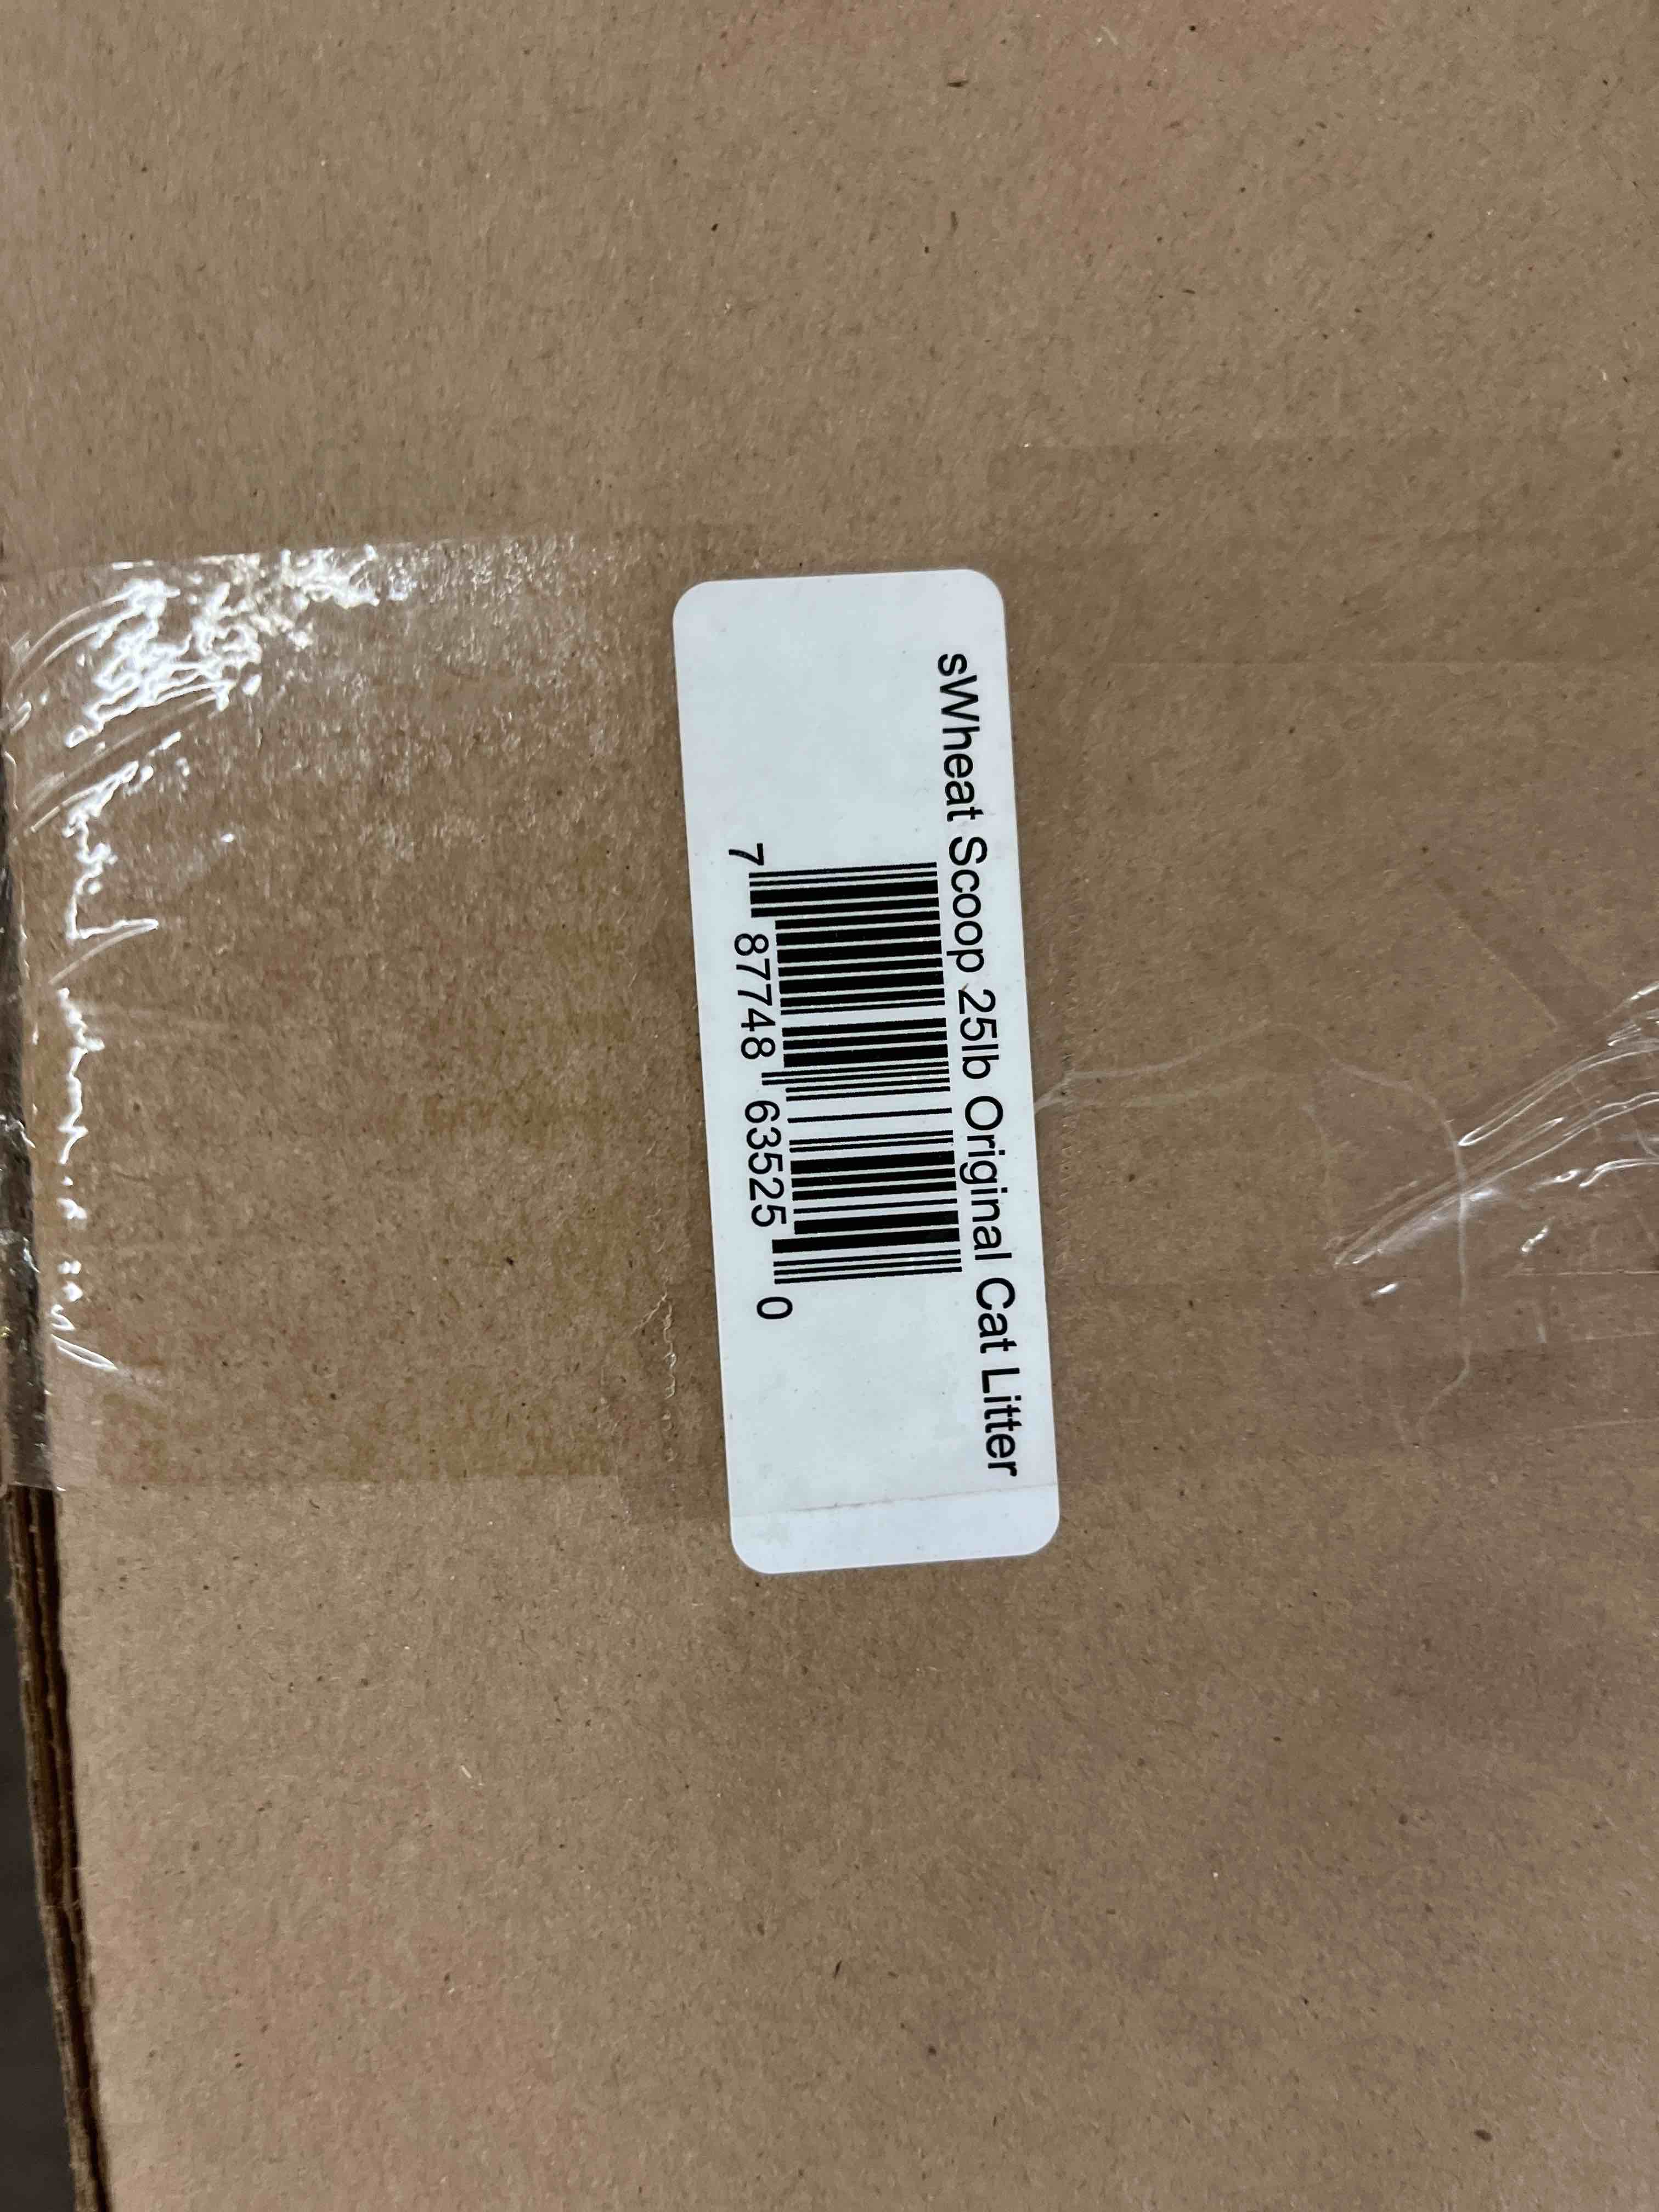 sWheat Scoop 25lb Original Cat Litter
7 87748 63525 0